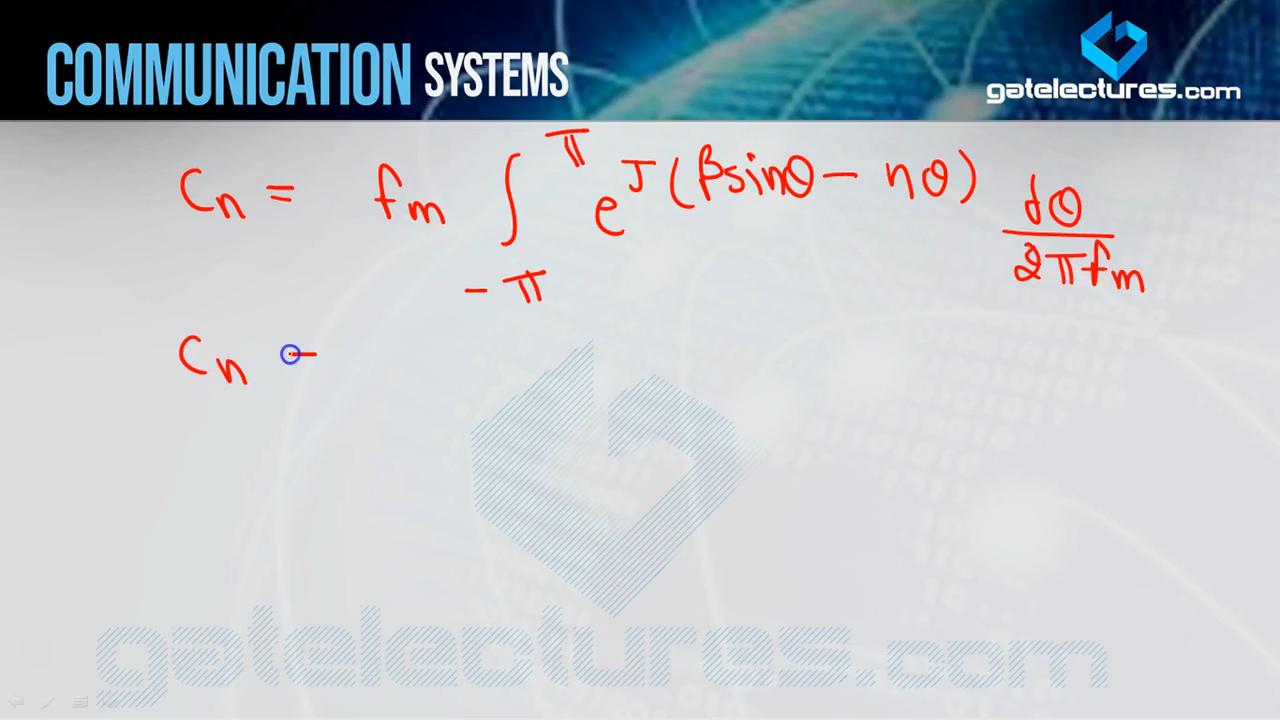 COMMUNICATION SYSTEMS
gatelectures.com
Cn = fm ∫_{-π}^{π} e^{J(βsinθ - nθ)} dθ/2πfm
Cn =
gatelectures.com